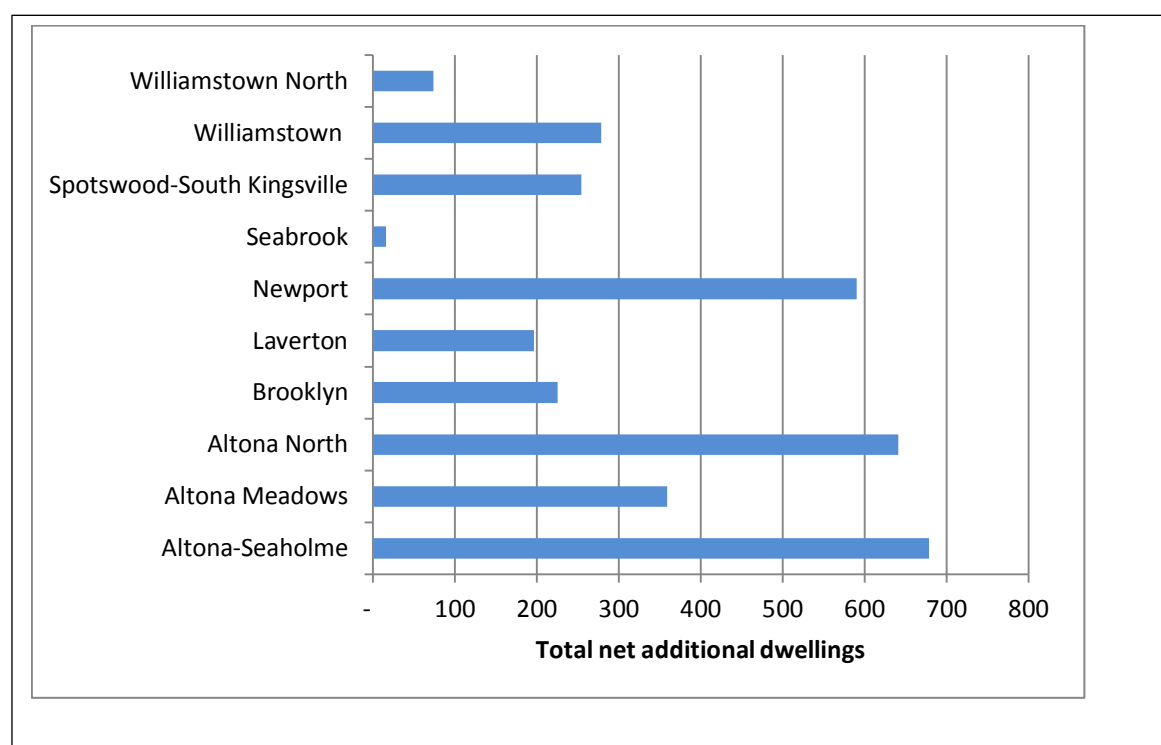 Williamstown North
Williamstown
Spotswood-South Kingsville
Seabrook
Newport
Laverton
Brooklyn
Altona North
Altona Meadows
Altona-Seaholme
- 100 200 300 400 500 600 700 800
Total net additional dwellings